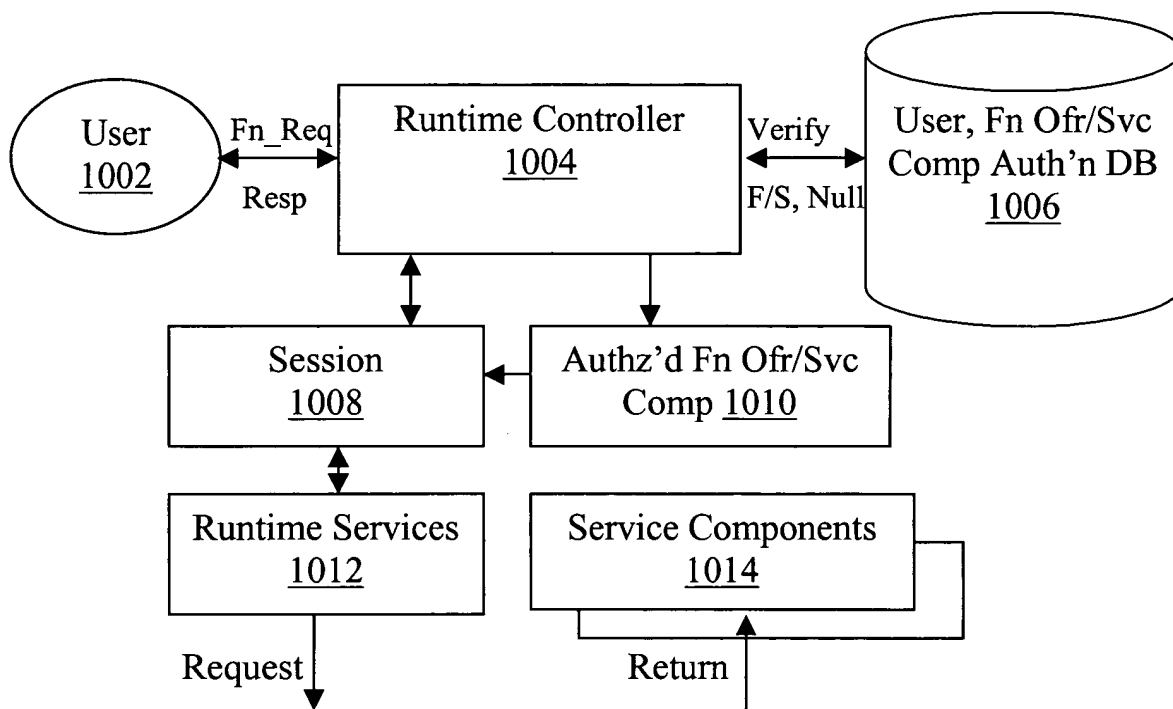 User
1002
Fn_Req
Resp
Runtime Controller
1004
Verify
F/S, Null
User, Fn Ofr/Svc
Comp Auth'n DB
1006
Session
1008
Authz'd Fn Ofr/Svc
Comp 1010
Runtime Services
1012
Service Components
1014
Request
Return